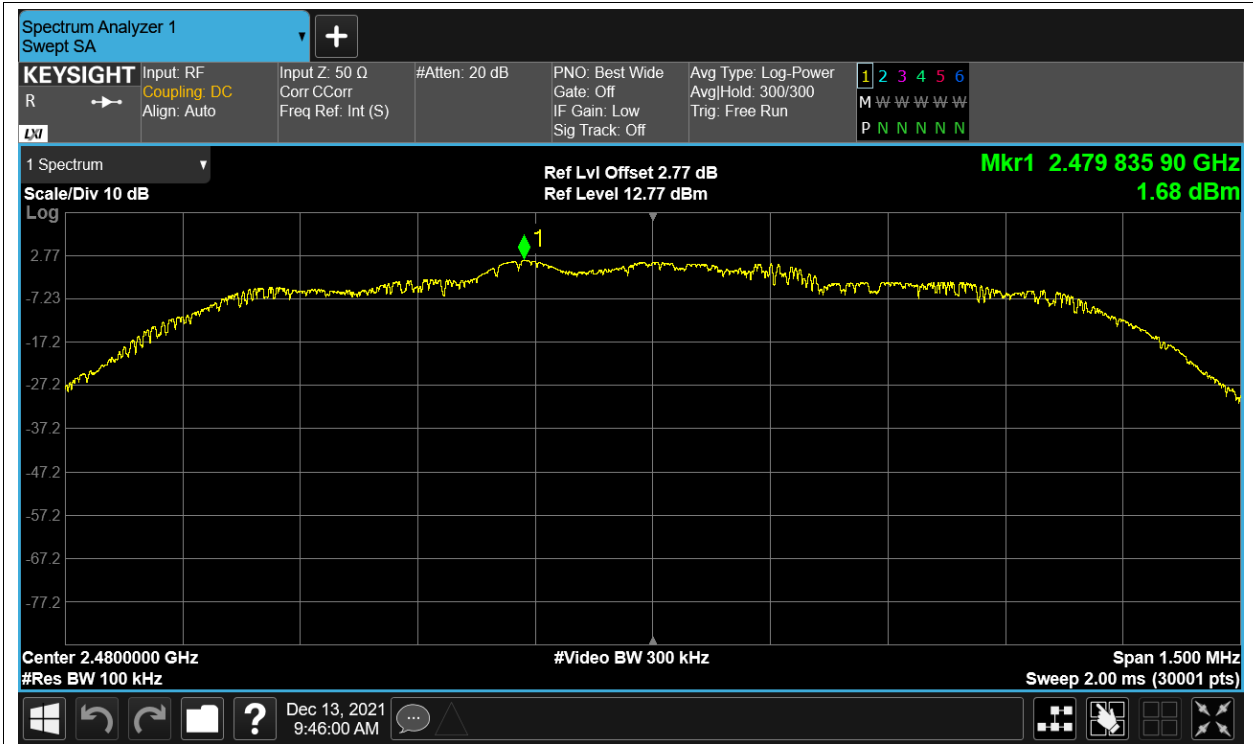 Spectrum Analyzer 1
Swept SA
KEYSIGHT
R
LXI
Input: RF
Coupling: DC
Align: Auto
Input Z: 50 Ω
Corr CCorr
Freq Ref: Int (S)
#Atten: 20 dB
PNO: Best Wide
Gate: Off
IF Gain: Low
Sig Track: Off
Avg Type: Log-Power
Avg|Hold: 300/300
Trig: Free Run
1 2 3 4 5 6
M W W W W W
P N N N N N
1 Spectrum
Scale/Div 10 dB
Log
Ref Lvl Offset 2.77 dB
Ref Level 12.77 dBm
Mkr1 2.479 835 90 GHz
1.68 dBm
1
2.77
-7.23
-17.2
-27.2
-37.2
-47.2
-57.2
-67.2
-77.2
Center 2.4800000 GHz
#Res BW 100 kHz
#Video BW 300 kHz
Span 1.500 MHz
Sweep 2.00 ms (30001 pts)
?
Dec 13, 2021
9:46:00 AM